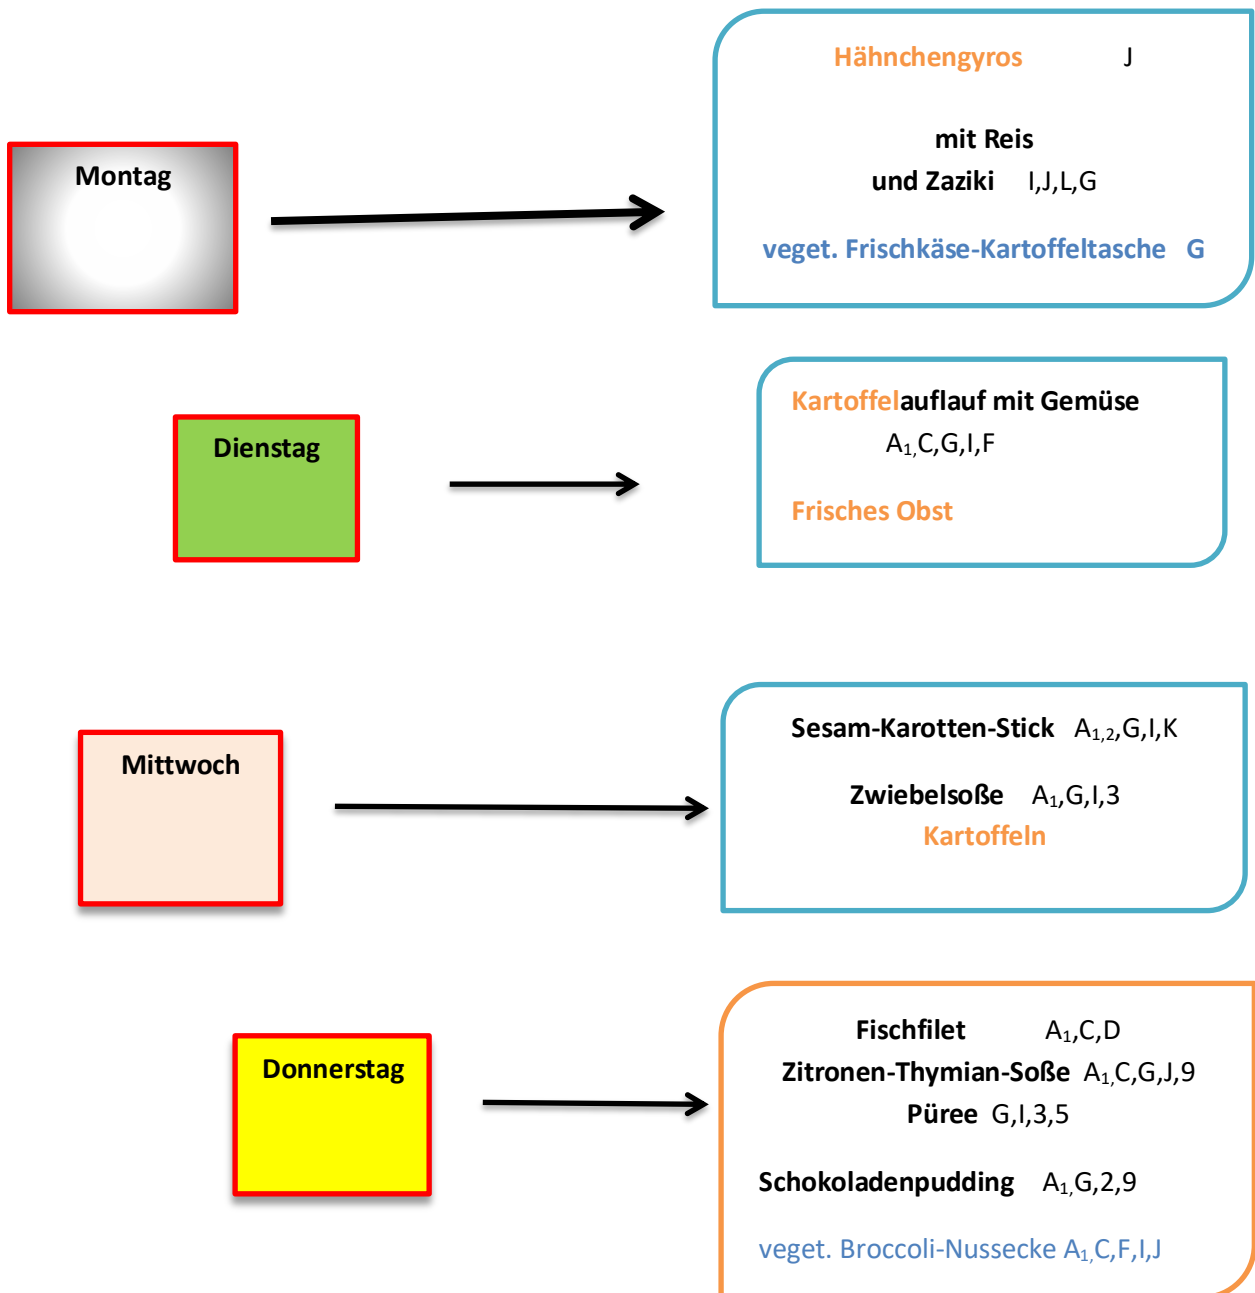 Montag
Hähnchengyros J
mit Reis
und Zaziki I,J,L,G
veget. Frischkäse-Kartoffeltasche G
Dienstag
Kartoffelauflauf mit Gemüse
A₁,C,G,I,F
Frisches Obst
Mittwoch
Sesam-Karotten-Stick A₁,₂,G,I,K
Zwiebelsoße A₁,G,I,3
Kartoffeln
Donnerstag
Fischfilet A₁,C,D
Zitronen-Thymian-Soße A₁,C,G,J,9
Püree G,I,3,5
Schokoladenpudding A₁,G,2,9
veget. Broccoli-Nussecke A₁,C,F,I,J